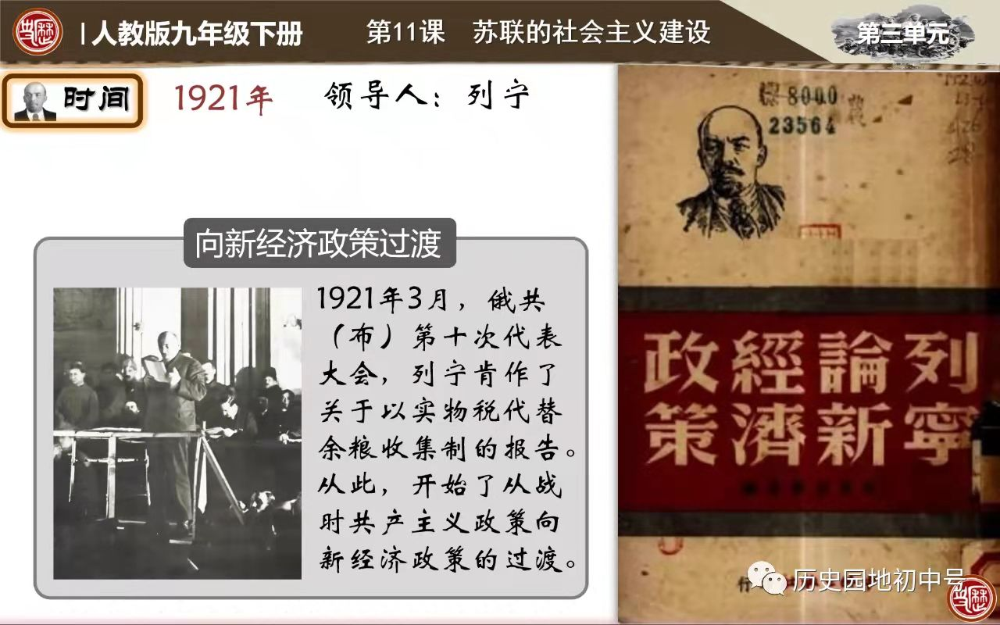 人教版九年级下册
第11课 苏联的社会主义建设
第三单元
时间
1921年
领导人：列宁
向新经济政策过渡
1921年3月，俄共
（布）第十次代表
大会，列宁肯作了
关于以实物税代替
余粮收集制的报告。
从此，开始了从战
时共产主义政策向
新经济政策的过渡。
8000
23564
列寧
論新
經濟
政策
历史园地初中号